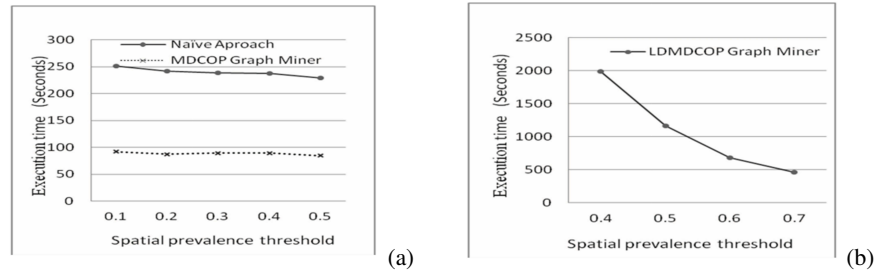 300
250
200
150
100
50
0
Naïve Aproach
MDCOP Graph Miner
Execution time (Seconds)
0.1 0.2 0.3 0.4 0.5
Spatial prevalence threshold
(a)
2500
2000
1500
1000
500
0
LDMDCOP Graph Miner
Execution time (Seconds)
0.4 0.5 0.6 0.7
Spatial prevalence threshold
(b)